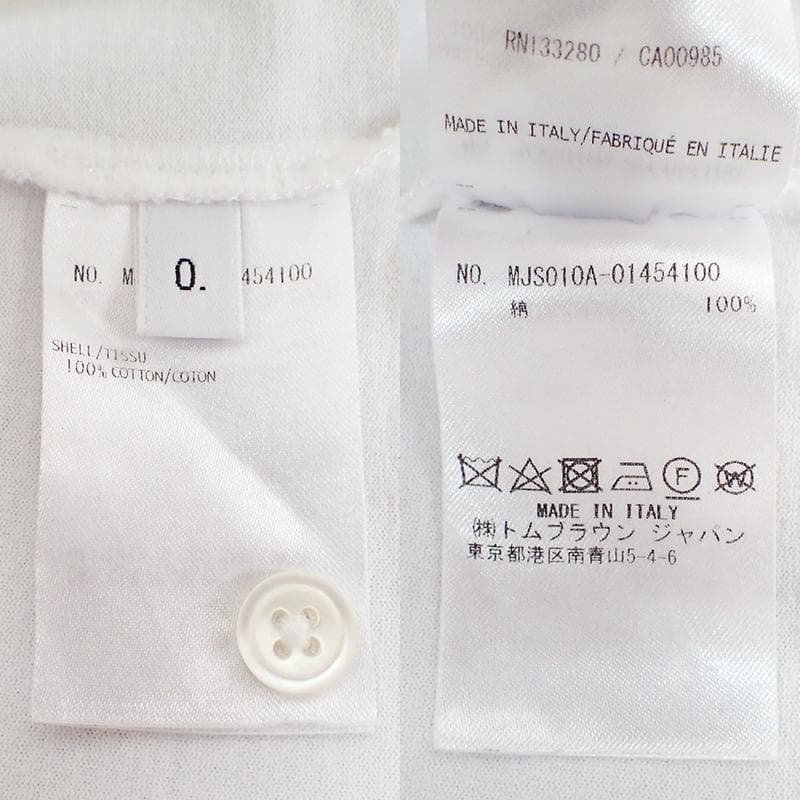 NO. M 454100
0.
SHELL/TISSU
100% COTTON/COTON
RN133280 / CA00985
MADE IN ITALY/FABRIQUÉ EN ITALIE
NO. MJS010A-01454100
綿 100%
F W
MADE IN ITALY
(株)トムブラウン ジャパン
東京都港区南青山5-4-6